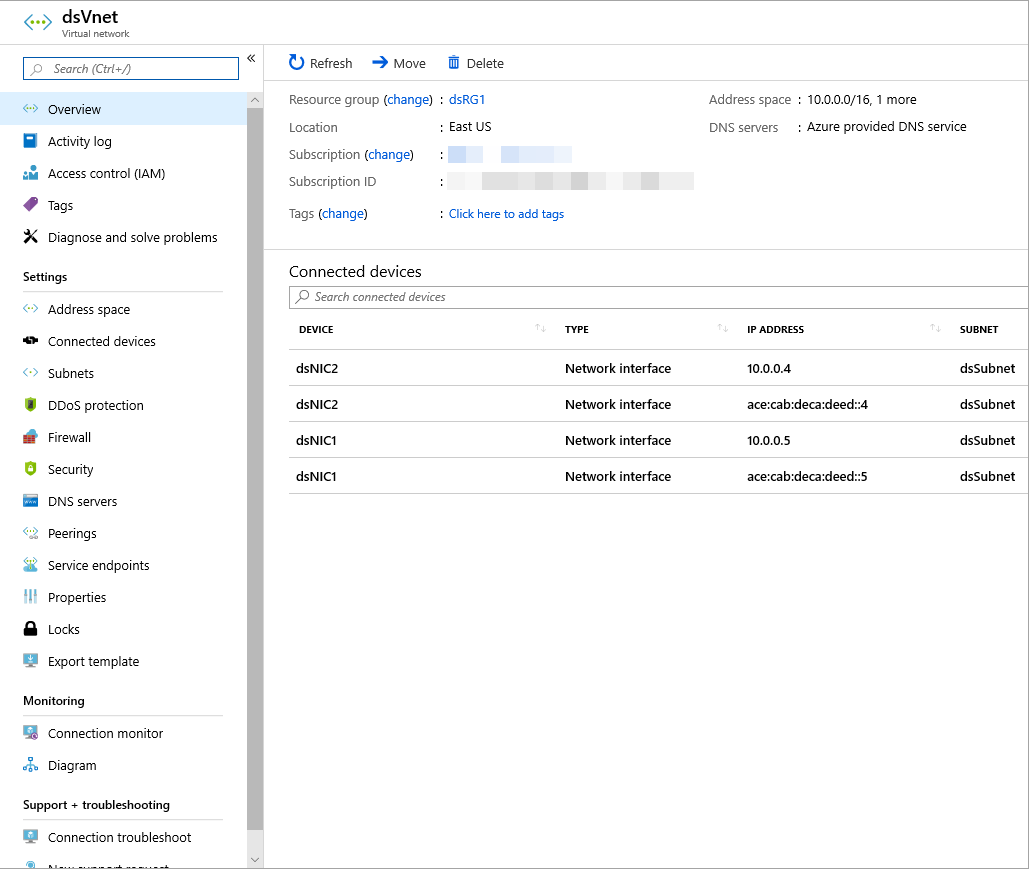 dsVnet
Virtual network
Search (Ctrl+/)
«
Overview
Activity log
Access control (IAM)
Tags
Diagnose and solve problems
Settings
Address space
Connected devices
Subnets
DDoS protection
Firewall
Security
DNS servers
Peerings
Service endpoints
Properties
Locks
Export template
Monitoring
Connection monitor
Diagram
Support + troubleshooting
Connection troubleshoot
New support request
Refresh Move Delete
Resource group (change) : dsRG1
Location : East US
Subscription (change) :
Subscription ID :
Tags (change) : Click here to add tags
Address space : 10.0.0.0/16, 1 more
DNS servers : Azure provided DNS service
Connected devices
Search connected devices
DEVICE TYPE IP ADDRESS SUBNET
dsNIC2 Network interface 10.0.0.4 dsSubnet
dsNIC2 Network interface ace:cab:deca:deed::4 dsSubnet
dsNIC1 Network interface 10.0.0.5 dsSubnet
dsNIC1 Network interface ace:cab:deca:deed::5 dsSubnet